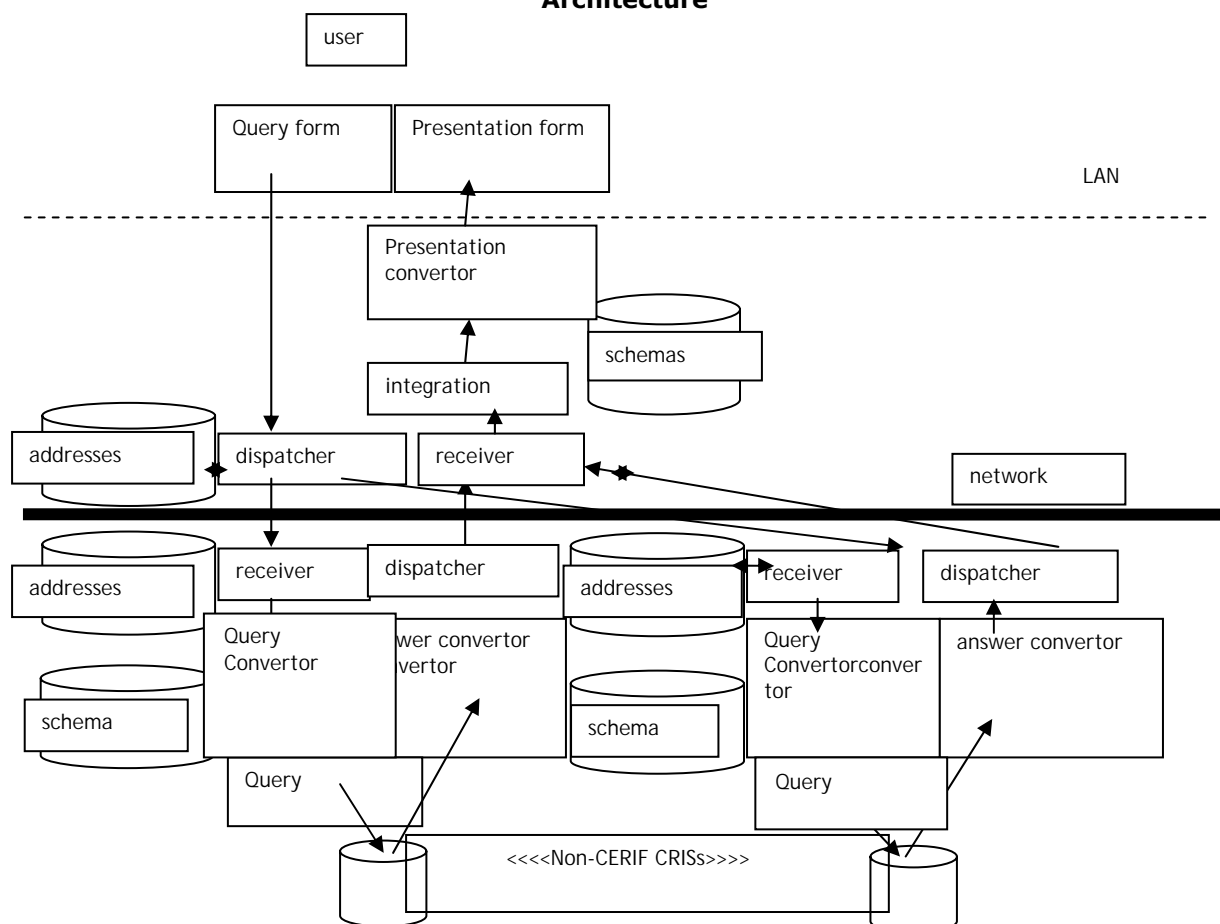 Architecture
user
Query form
Presentation form
LAN
Presentation
convertor
schemas
integration
addresses
dispatcher
receiver
network
addresses
receiver
dispatcher
addresses
receiver
dispatcher
Query
Convertor
wer convertor
vertor
Query
Convertorconver
tor
answer convertor
schema
schema
Query
Query
<<<<Non-CERIF CRISs>>>>